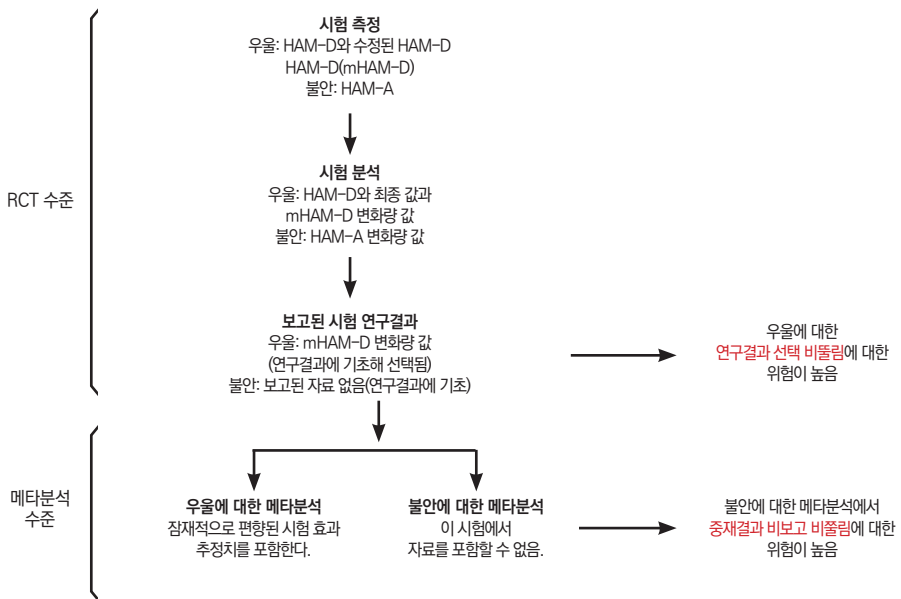 시험 측정
우울: HAM-D와 수정된 HAM-D
HAM-D(mHAM-D)
불안: HAM-A
RCT 수준
시험 분석
우울: HAM-D와 최종 값과
mHAM-D 변화량 값
불안: HAM-A 변화량 값
보고된 시험 연구결과
우울: mHAM-D 변화량 값
(연구결과에 기초해 선택됨)
불안: 보고된 자료 없음(연구결과에 기초)
우울에 대한
연구결과 선택 비뚤림에 대한
위험이 높음
메타분석
수준
우울에 대한 메타분석
잠재적으로 편향된 시험 효과
추정치를 포함한다.
불안에 대한 메타분석
이 시험에서
자료를 포함할 수 없음.
불안에 대한 메타분석에서
중재결과 비보고 비쭐림에 대한
위험이 높음